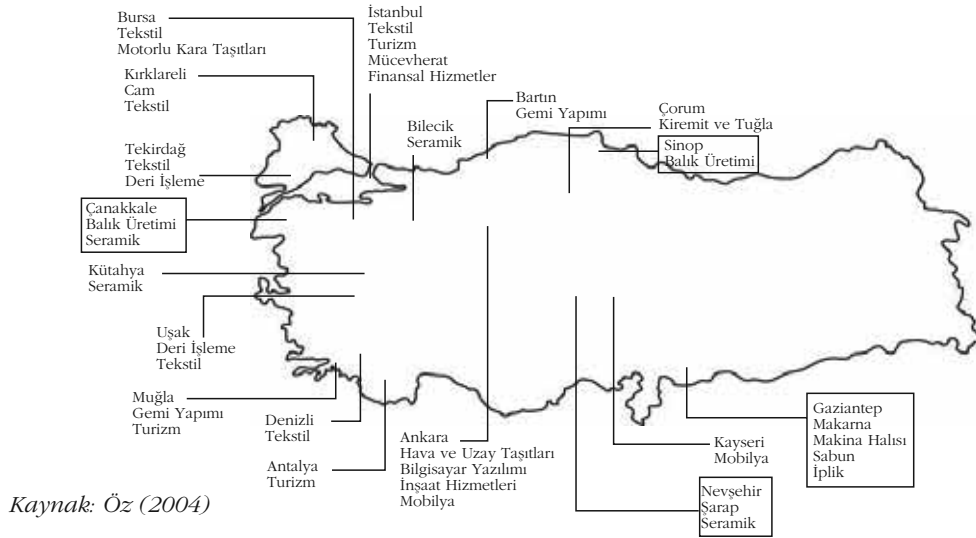 Bursa
Tekstil
Motorlu Kara Taşıtları
İstanbul
Tekstil
Turizm
Mücevherat
Finansal Hizmetler
Kırklareli
Cam
Tekstil
Bartın
Gemi Yapımı
Çorum
Kiremit ve Tuğla
Bilecik
Seramik
Sinop
Balık Üretimi
Tekirdağ
Tekstil
Deri İşleme
Çanakkale
Balık Üretimi
Seramik
Kütahya
Seramik
Uşak
Deri İşleme
Tekstil
Muğla
Gemi Yapımı
Turizm
Denizli
Tekstil
Antalya
Turizm
Ankara
Hava ve Uzay Taşıtları
Bilgisayar Yazılımı
İnşaat Hizmetleri
Mobilya
Kayseri
Mobilya
Gaziantep
Makarna
Makina Halısı
Sabun
İplik
Nevşehir
Şarap
Seramik
Kaynak: Öz (2004)